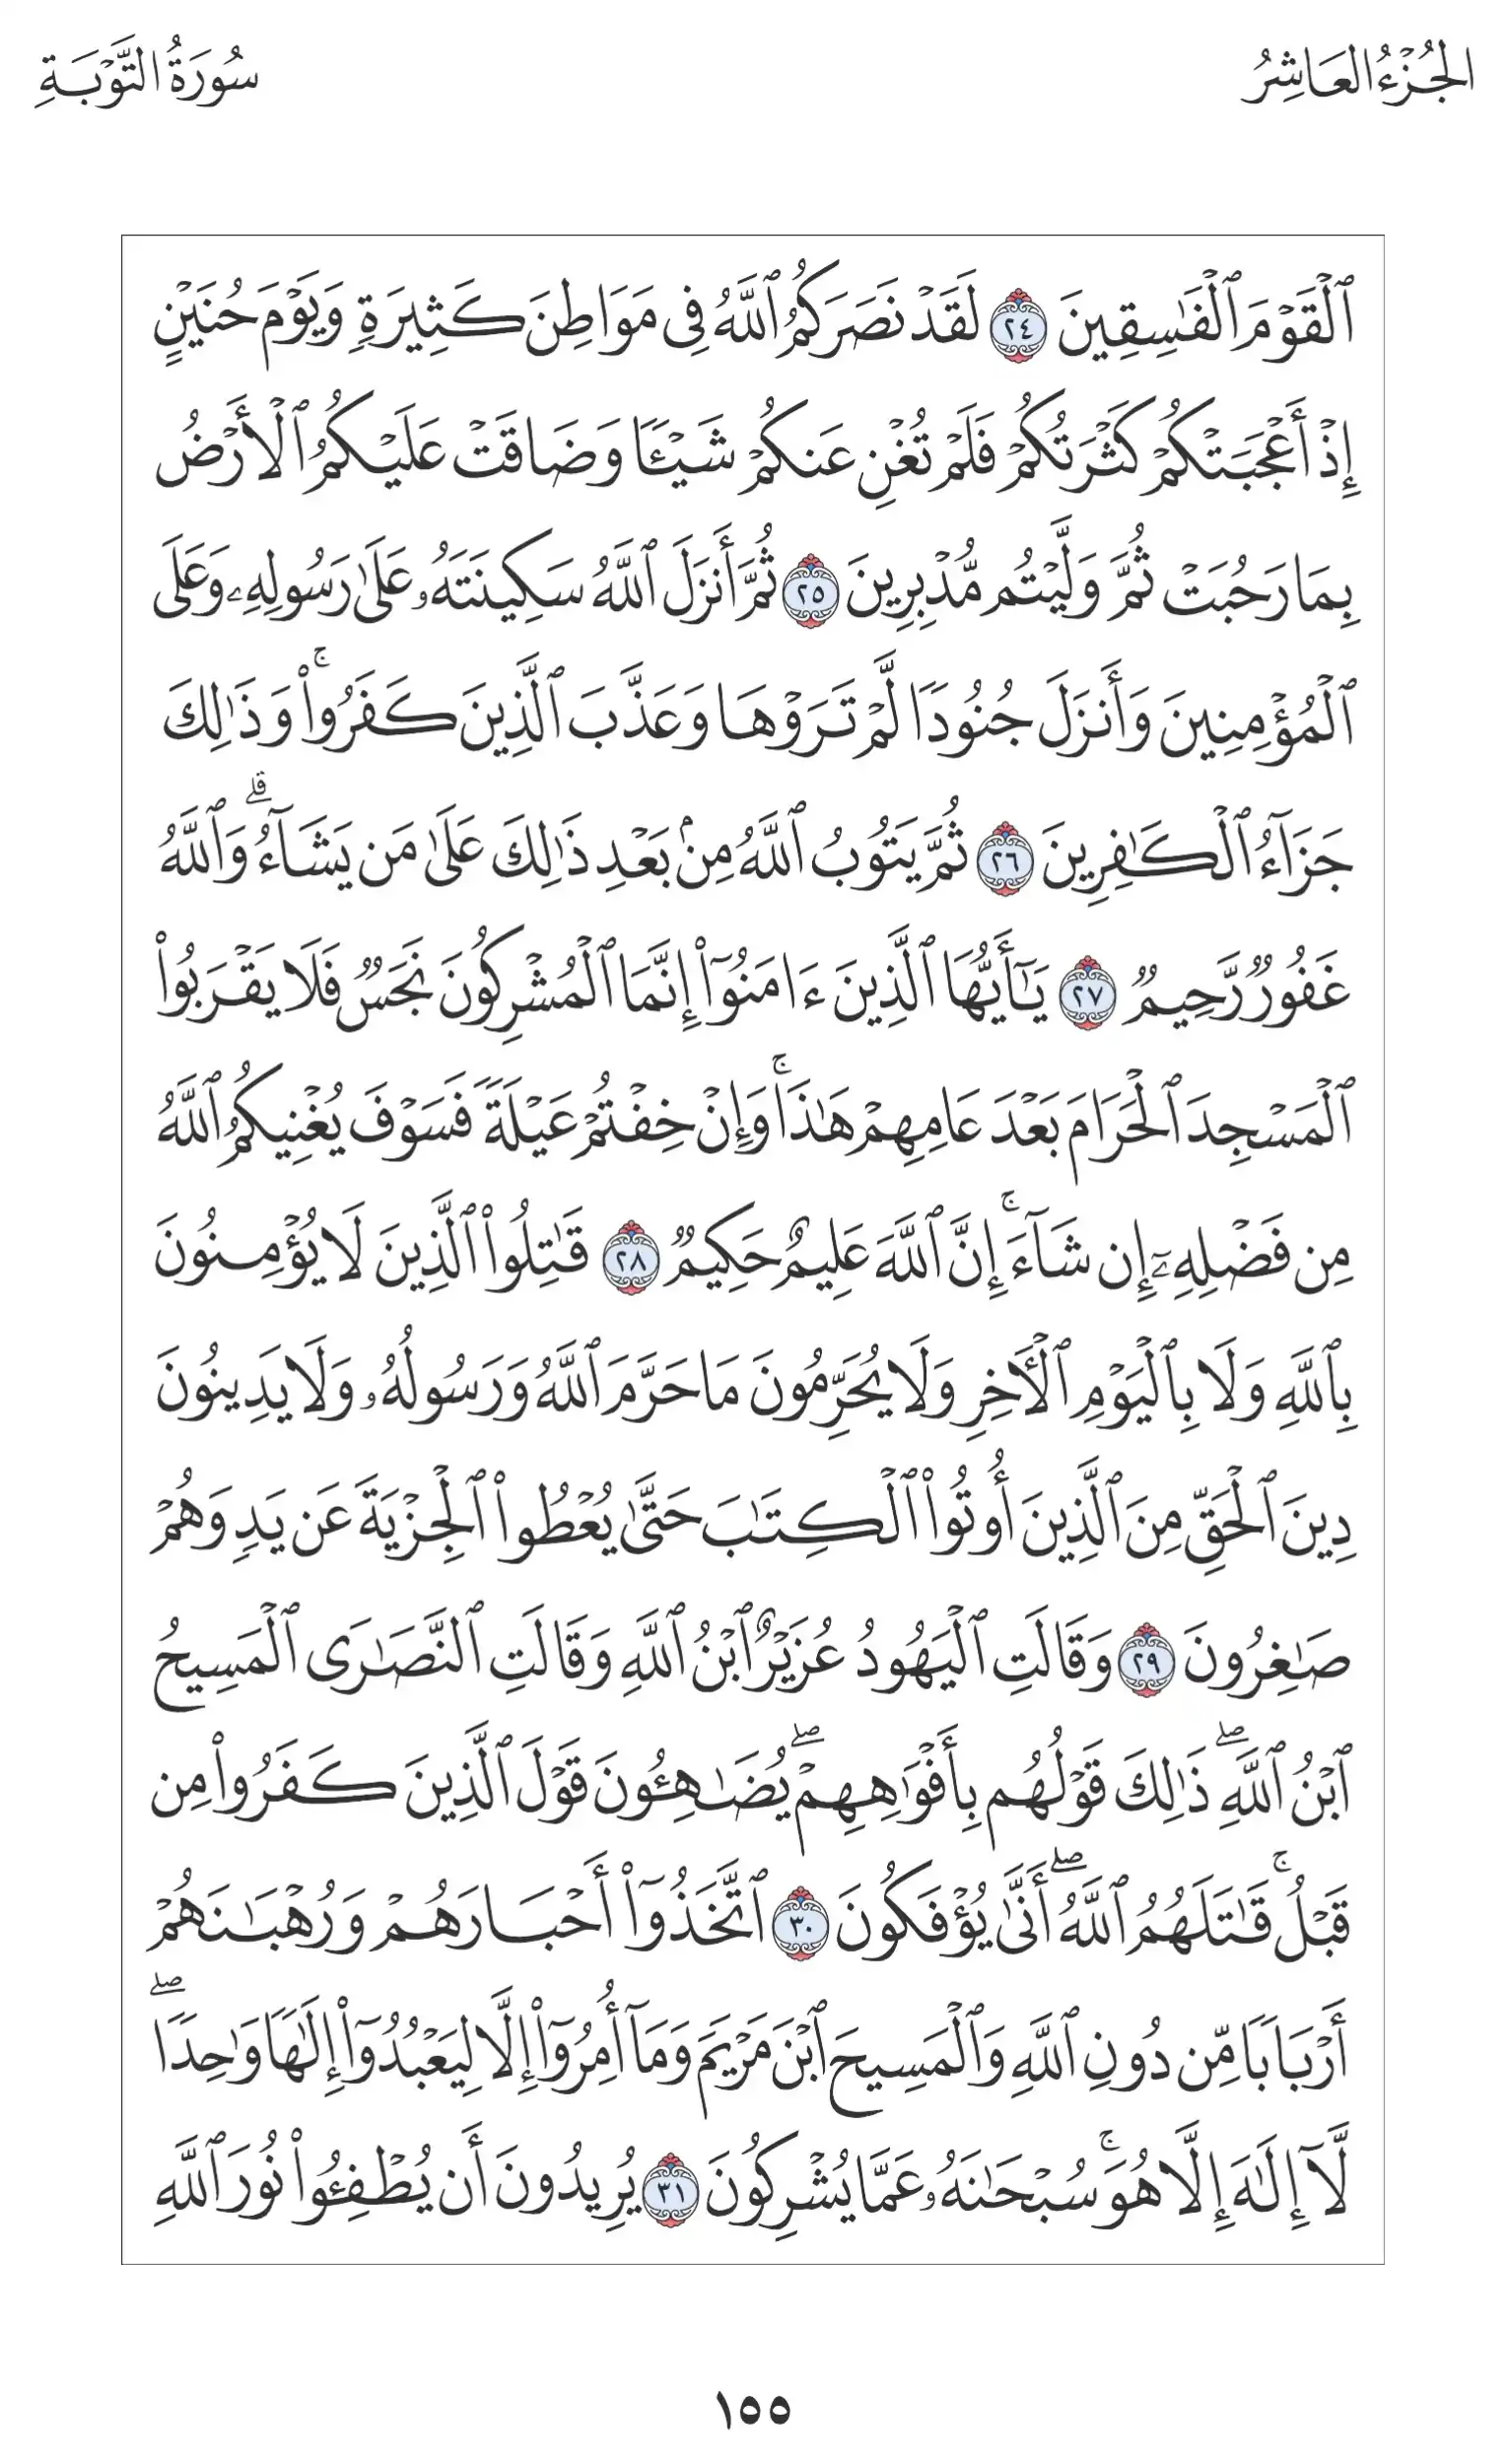 الجُزْءُ العَاشِرُ
سُورَةُ التَّوْبَةِ
ٱلْقَوْمَ ٱلْفَٰسِقِينَ ٢٤ لَقَدْ نَصَرَكُمُ ٱللَّهُ فِى مَوَاطِنَ كَثِيرَةٍ وَيَوْمَ حُنَيْنٍ
إِذْ أَعْجَبَتْكُمْ كَثْرَتُكُمْ فَلَمْ تُغْنِ عَنكُمْ شَيْـًٔا وَضَاقَتْ عَلَيْكُمُ ٱلْأَرْضُ
بِمَا رَحُبَتْ ثُمَّ وَلَّيْتُم مُّدْبِرِينَ ٢٥ ثُمَّ أَنزَلَ ٱللَّهُ سَكِينَتَهُۥ عَلَىٰ رَسُولِهِۦ وَعَلَى
ٱلْمُؤْمِنِينَ وَأَنزَلَ جُنُودًا لَّمْ تَرَوْهَا وَعَذَّبَ ٱلَّذِينَ كَفَرُوا۟ ۚ وَذَٰلِكَ
جَزَآءُ ٱلْكَٰفِرِينَ ٢٦ ثُمَّ يَتُوبُ ٱللَّهُ مِنۢ بَعْدِ ذَٰلِكَ عَلَىٰ مَن يَشَآءُ ۗ وَٱللَّهُ
غَفُورٌ رَّحِيمٌ ٢٧ يَٰٓأَيُّهَا ٱلَّذِينَ ءَامَنُوٓا۟ إِنَّمَا ٱلْمُشْرِكُونَ نَجَسٌ فَلَا يَقْرَبُوا۟
ٱلْمَسْجِدَ ٱلْحَرَامَ بَعْدَ عَامِهِمْ هَٰذَا ۚ وَإِنْ خِفْتُمْ عَيْلَةً فَسَوْفَ يُغْنِيكُمُ ٱللَّهُ
مِن فَضْلِهِۦٓ إِن شَآءَ ۚ إِنَّ ٱللَّهَ عَلِيمٌ حَكِيمٌ ٢٨ قَٰتِلُوا۟ ٱلَّذِينَ لَا يُؤْمِنُونَ
بِٱللَّهِ وَلَا بِٱلْيَوْمِ ٱلْأَخِرِ وَلَا يُحَرِّمُونَ مَا حَرَّمَ ٱللَّهُ وَرَسُولُهُۥ وَلَا يَدِينُونَ
دِينَ ٱلْحَقِّ مِنَ ٱلَّذِينَ أُوتُوا۟ ٱلْكِتَٰبَ حَتَّىٰ يُعْطُوا۟ ٱلْجِزْيَةَ عَن يَدٍ وَهُمْ
صَٰغِرُونَ ٢٩ وَقَالَتِ ٱلْيَهُودُ عُزَيْرٌ ٱبْنُ ٱللَّهِ وَقَالَتِ ٱلنَّصَٰرَى ٱلْمَسِيحُ
ٱبْنُ ٱللَّهِ ۖ ذَٰلِكَ قَوْلُهُم بِأَفْوَٰهِهِمْ ۖ يُضَٰهِـُٔونَ قَوْلَ ٱلَّذِينَ كَفَرُوا۟ مِن
قَبْلُ ۚ قَٰتَلَهُمُ ٱللَّهُ ۖ أَنَّىٰ يُؤْفَكُونَ ٣٠ ٱتَّخَذُوٓا۟ أَحْبَارَهُمْ وَرُهْبَٰنَهُمْ
أَرْبَابًا مِّن دُونِ ٱللَّهِ وَٱلْمَسِيحَ ٱبْنَ مَرْيَمَ وَمَآ أُمِرُوٓا۟ إِلَّا لِيَعْبُدُوٓا۟ إِلَٰهًا وَٰحِدًا ۖ
لَّآ إِلَٰهَ إِلَّا هُوَ ۚ سُبْحَٰنَهُۥ عَمَّا يُشْرِكُونَ ٣١ يُرِيدُونَ أَن يُطْفِـُٔوا۟ نُورَ ٱللَّهِ
١٥٥